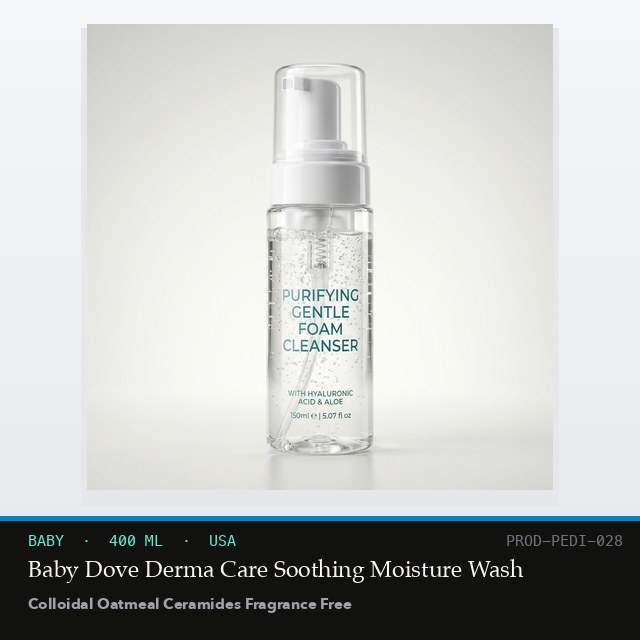 PURIFYING
GENTLE
FOAM
CLEANSER
WITH HYALURONIC
ACID & ALOE
150ml ℮ | 5.07 fl oz
BABY · 400 ML · USA
PROD–PEDI–028
Baby Dove Derma Care Soothing Moisture Wash
Colloidal Oatmeal Ceramides Fragrance Free